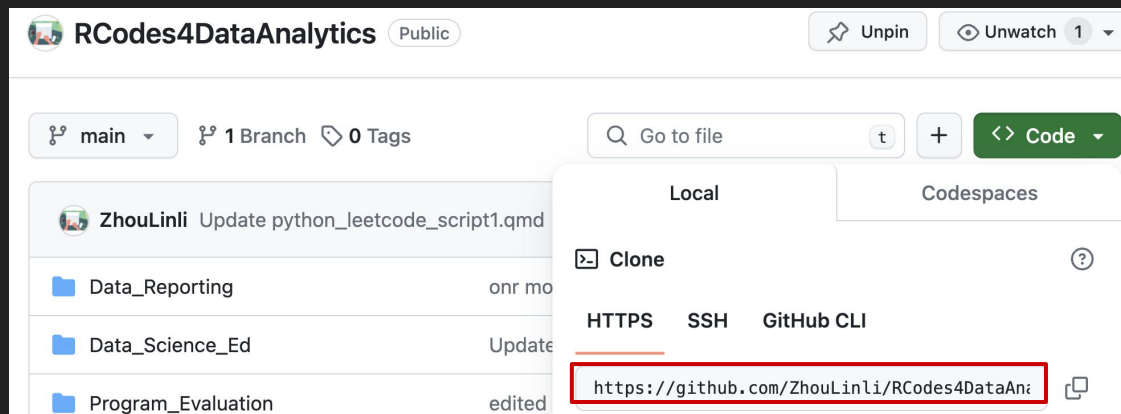 RCodes4DataAnalytics Public Unpin Unwatch 1
main 1 Branch 0 Tags Go to file t + <> Code
Local Codespaces
ZhouLinli Update python_leetcode_script1.qmd
Clone ?
Data_Reporting onr mo
HTTPS SSH GitHub CLI
Data_Science_Ed Update
https://github.com/ZhouLinli/RCodes4DataAna
Program_Evaluation edited